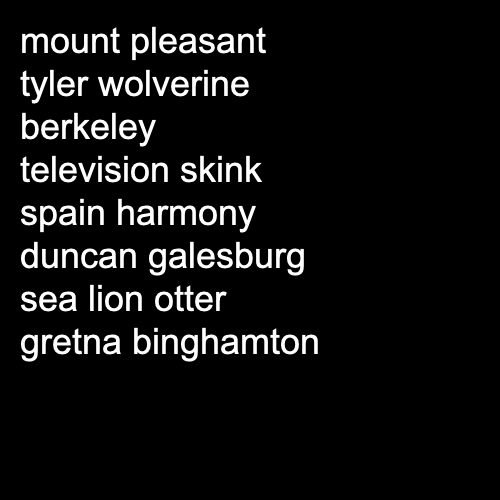 mount pleasant
tyler wolverine
berkeley
television skink
spain harmony
duncan galesburg
sea lion otter
gretna binghamton